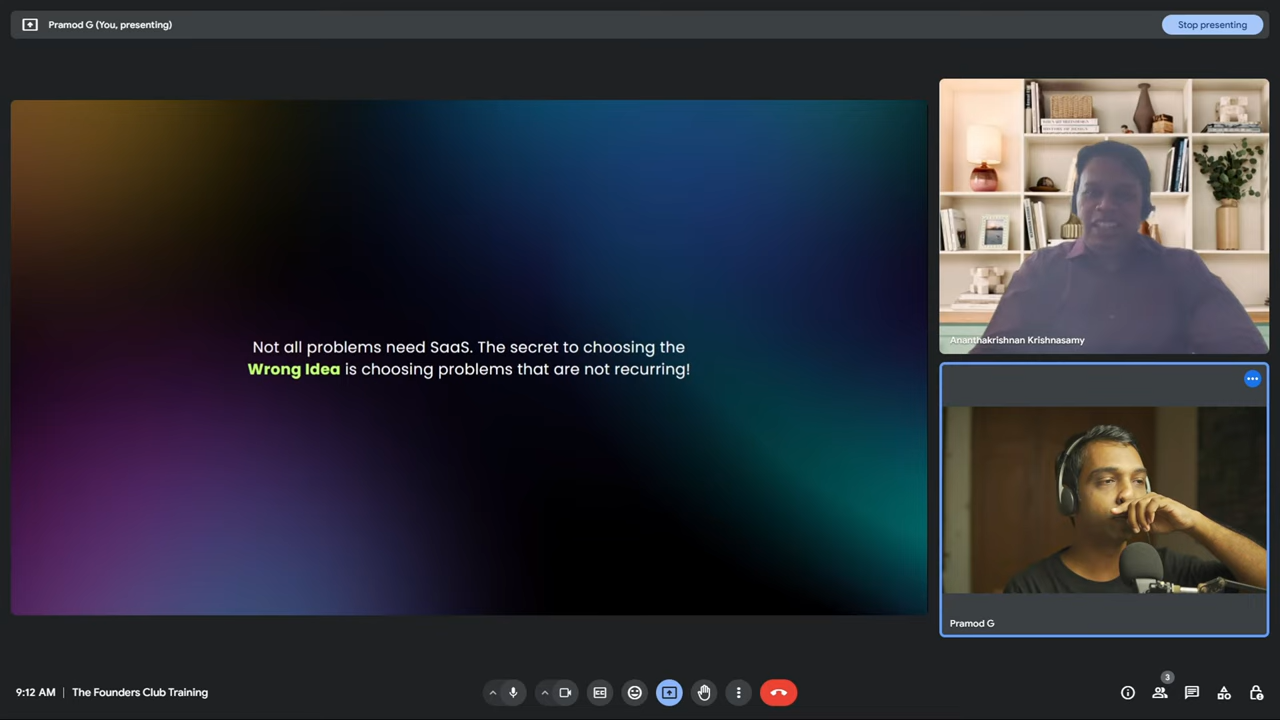 Pramod G (You, presenting)
Stop presenting
Not all problems need SaaS. The secret to choosing the
Wrong Idea is choosing problems that are not recurring!
Ananthakrishnan Krishnasamy
Pramod G
9:12 AM | The Founders Club Training
3